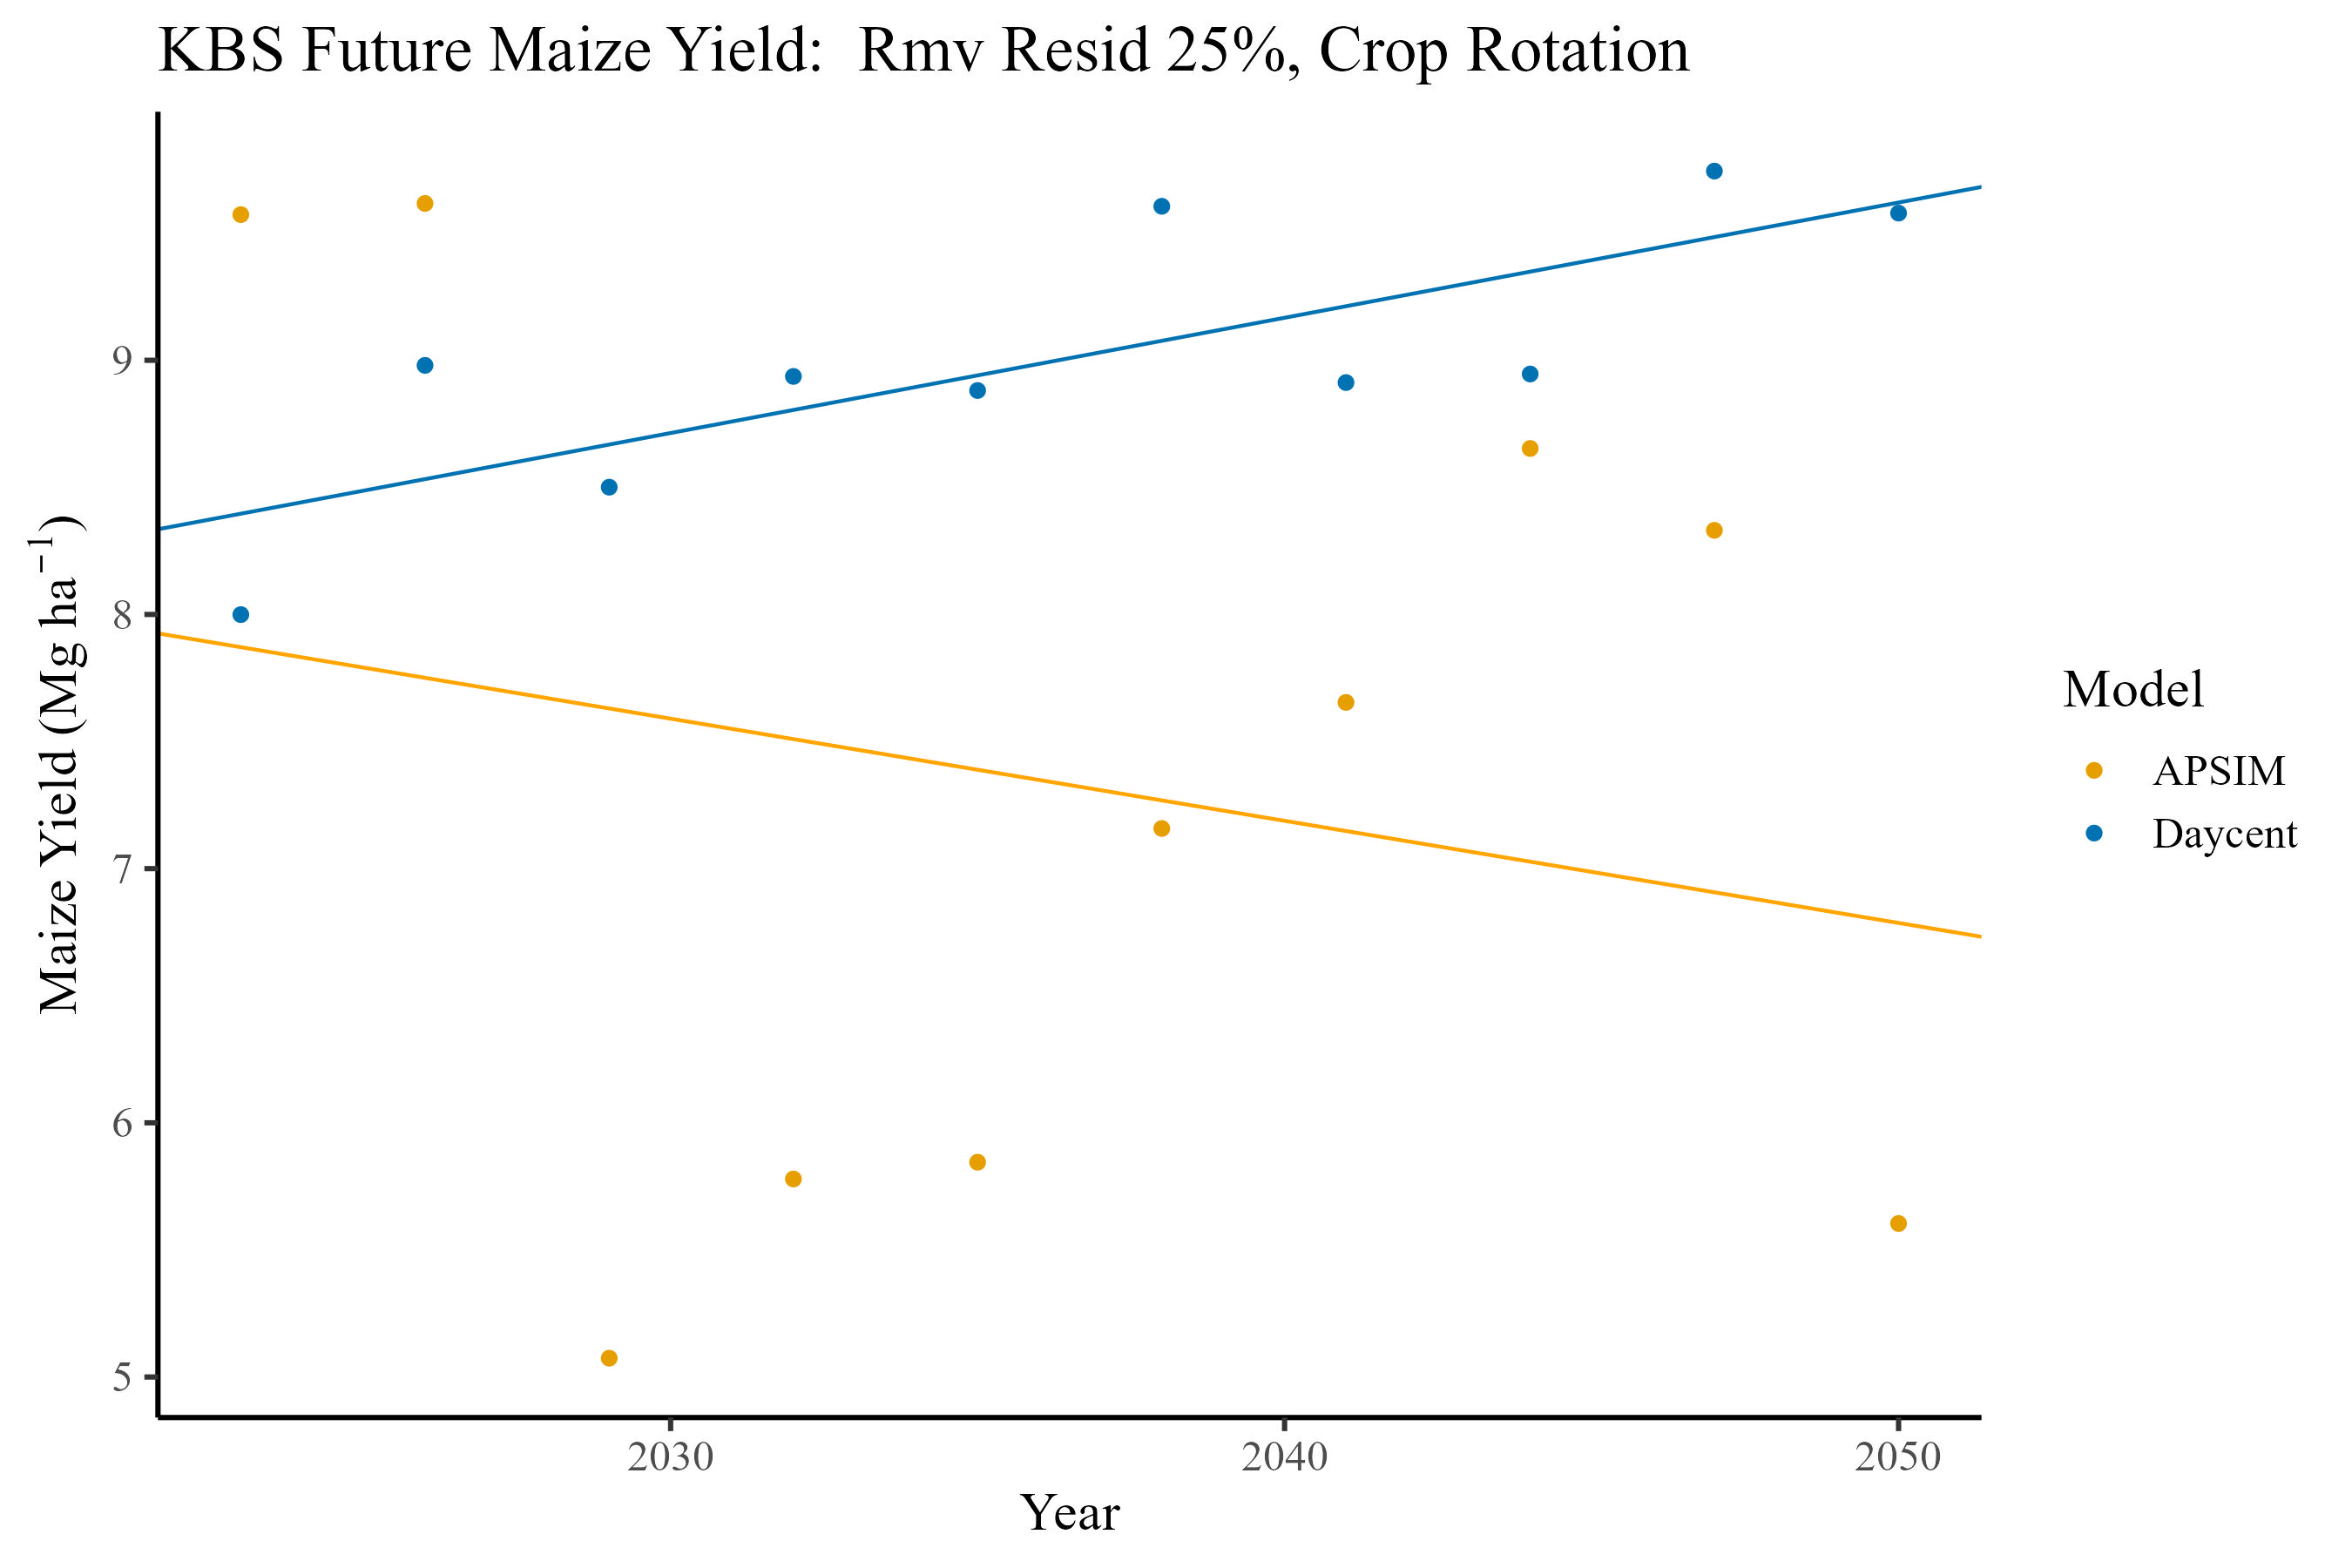 KBS Future Maize Yield:  Rmv Resid 25%, Crop Rotation
Maize Yield (Mg ha⁻¹)
9
8
7
6
5
2030
2040
2050
Year
Model
APSIM
Daycent